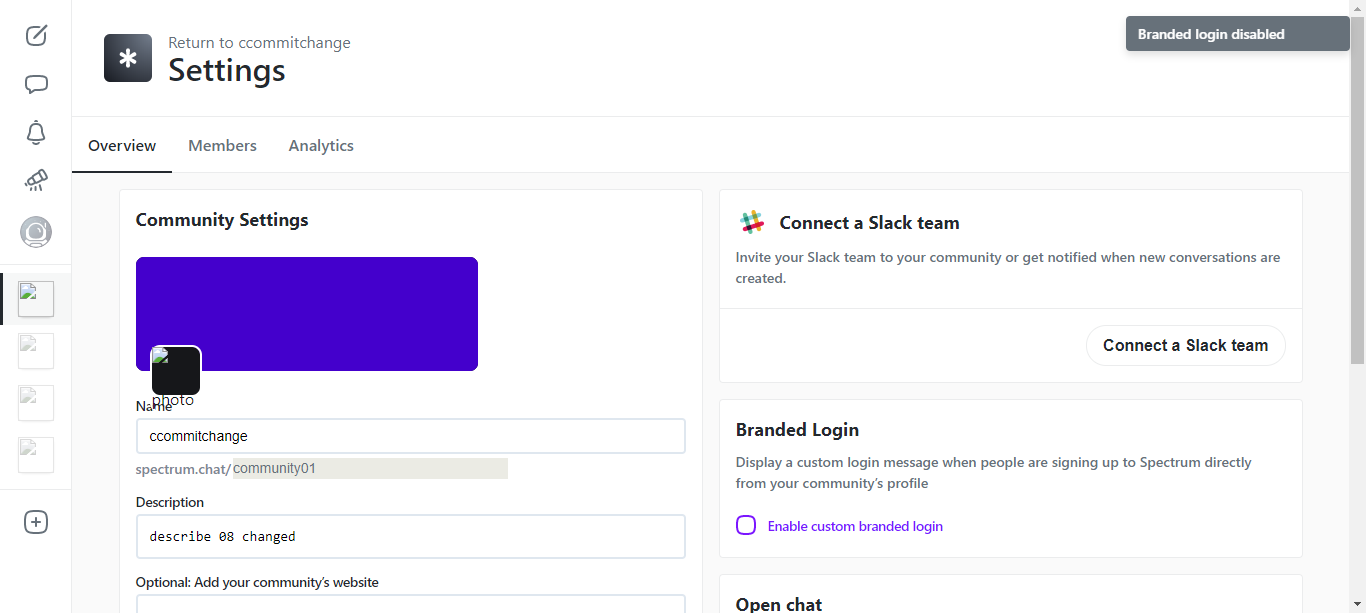 Return to ccommitchange
Settings
Branded login disabled
Overview
Members
Analytics
Community Settings
photo
Name
ccommitchange
spectrum.chat/community01
Description
describe 08 changed
Optional: Add your community's website
Connect a Slack team
Invite your Slack team to your community or get notified when new conversations are
created.
Connect a Slack team
Branded Login
Display a custom login message when people are signing up to Spectrum directly
from your community's profile
Enable custom branded login
Open chat